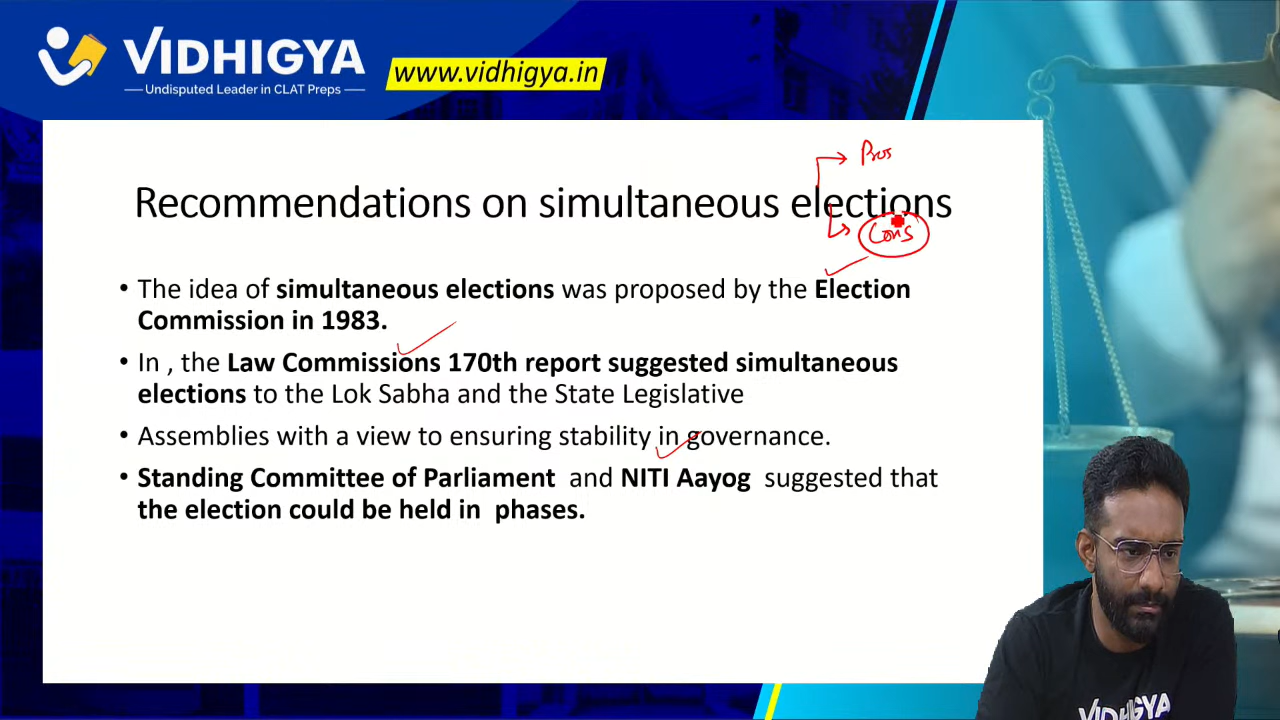 VIDHIGYA
Undisputed Leader in CLAT Preps
www.vidhigya.in
Pros
Recommendations on simultaneous elections
Cons
• The idea of simultaneous elections was proposed by the Election
Commission in 1983.
• In , the Law Commissions 170th report suggested simultaneous
elections to the Lok Sabha and the State Legislative
• Assemblies with a view to ensuring stability in governance.
• Standing Committee of Parliament and NITI Aayog suggested that
the election could be held in phases.
VIDHIGYA